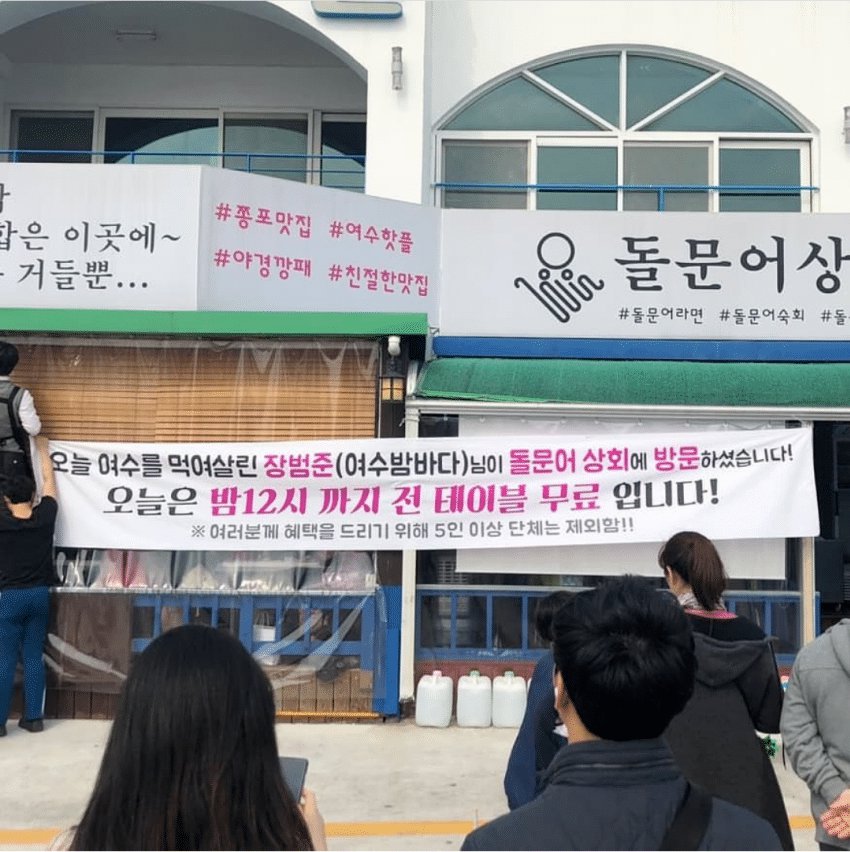 합은 이곳에~
거들뿐...
#종포맛집 #여수핫플
#야경깡패 #친절한맛집
돌문어상
#돌문어라면 #돌문어숙회 #돌
오늘 여수를 먹여살린 장범준(여수밤바다)님이 돌문어 상회에 방문하셨습니다!
오늘은 밤12시 까지 전 테이블 무료 입니다!
※ 여러분께 혜택을 드리기 위해 5인 이상 단체는 제외함!!